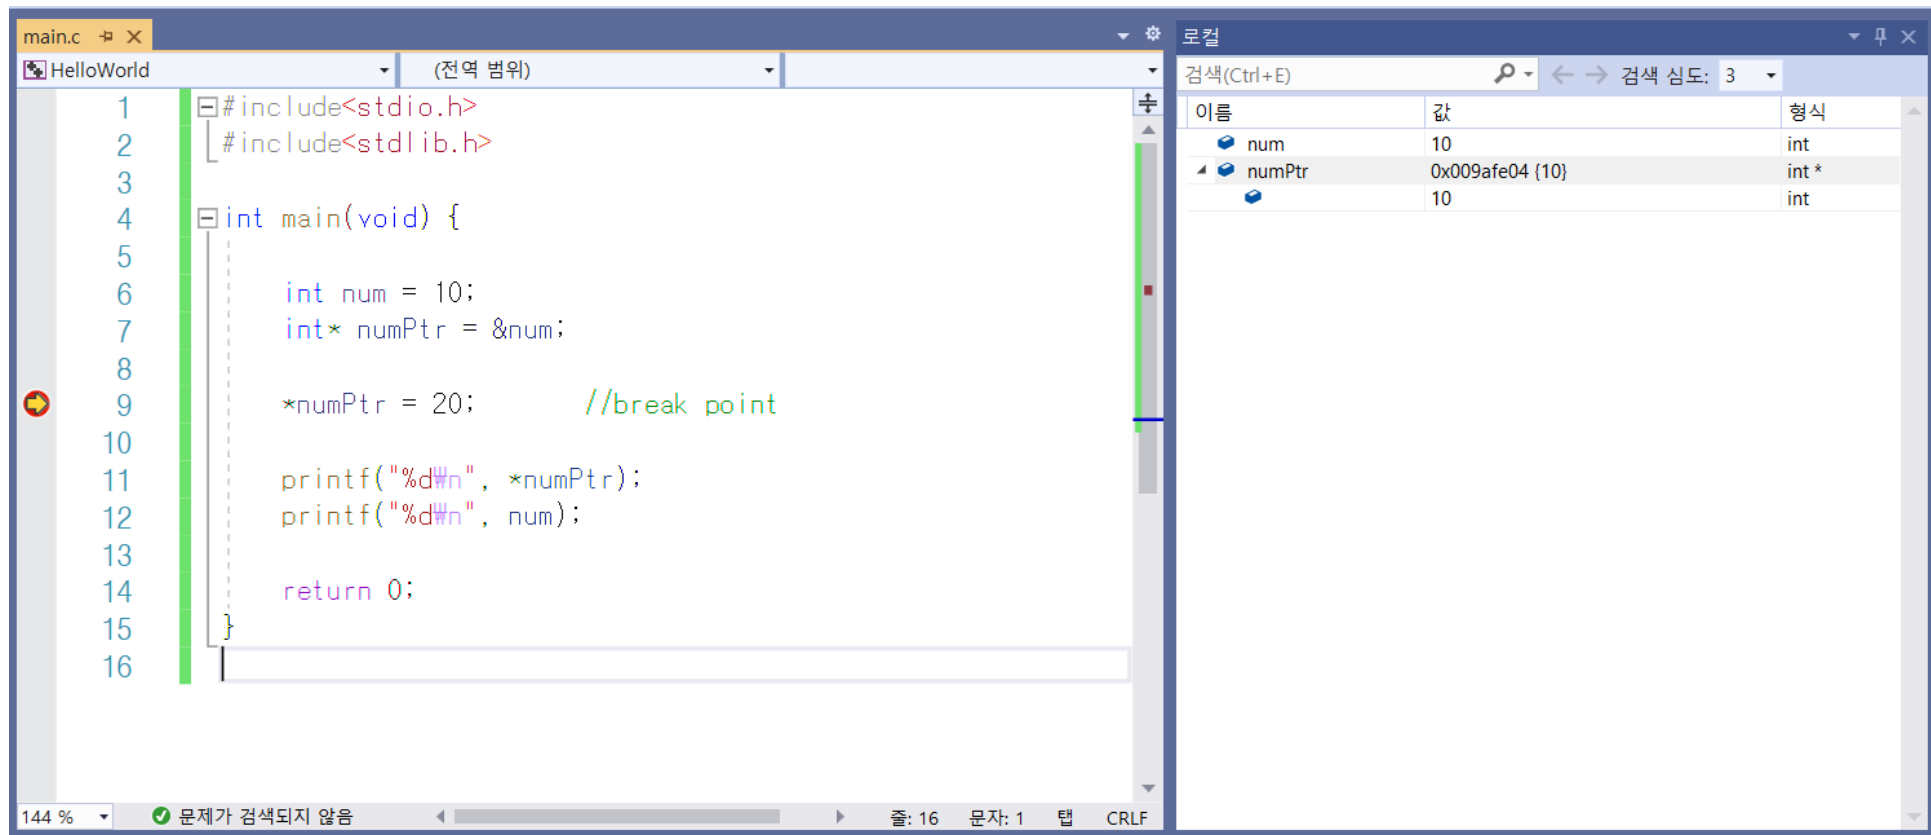 main.c
HelloWorld (전역 범위)
1 #include<stdio.h>
2 #include<stdlib.h>
3
4 int main(void) {
5
6 int num = 10;
7 int* numPtr = &num;
8
9 *numPtr = 20; //break point
10
11 printf("%d₩n", *numPtr);
12 printf("%d₩n", num);
13
14 return 0;
15 }
16
144 % 문제가 검색되지 않음 줄: 16 문자: 1 탭 CRLF
로컬
검색(Ctrl+E) 검색 심도: 3
이름 값 형식
num 10 int
numPtr 0x009afe04 {10} int *
10 int